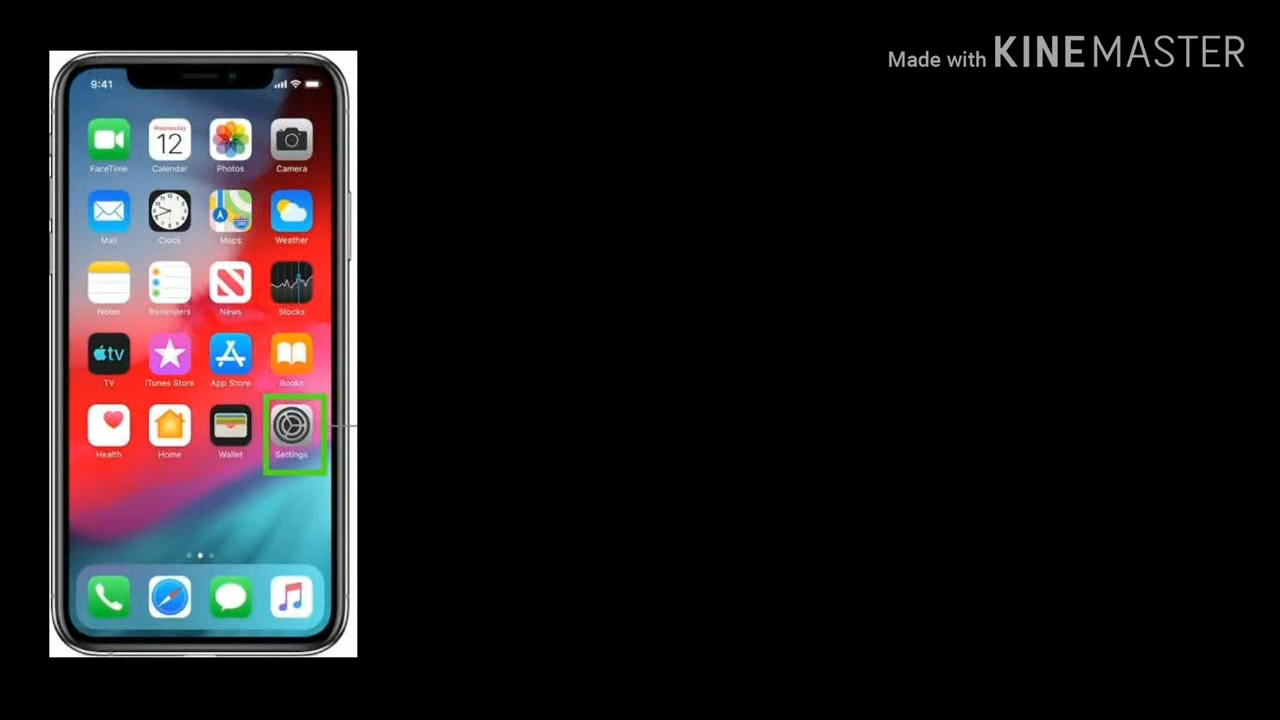 Made with KINEMASTER
9:41
Wednesday
12
FaceTime Calendar Photos Camera
Mail Clock Maps Weather
Notes Reminders News Stocks
tv
TV iTunes Store App Store Books
Health Home Wallet Settings